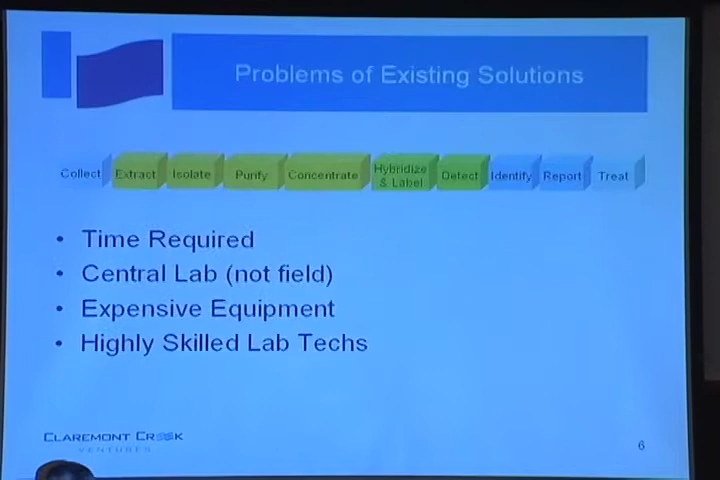 Problems of Existing Solutions
Collect Extract Isolate Purify Concentrate Hybridize & Label Detect Identify Report Treat
• Time Required
• Central Lab (not field)
• Expensive Equipment
• Highly Skilled Lab Techs
CLAREMONT CREEK
VENTURES
6